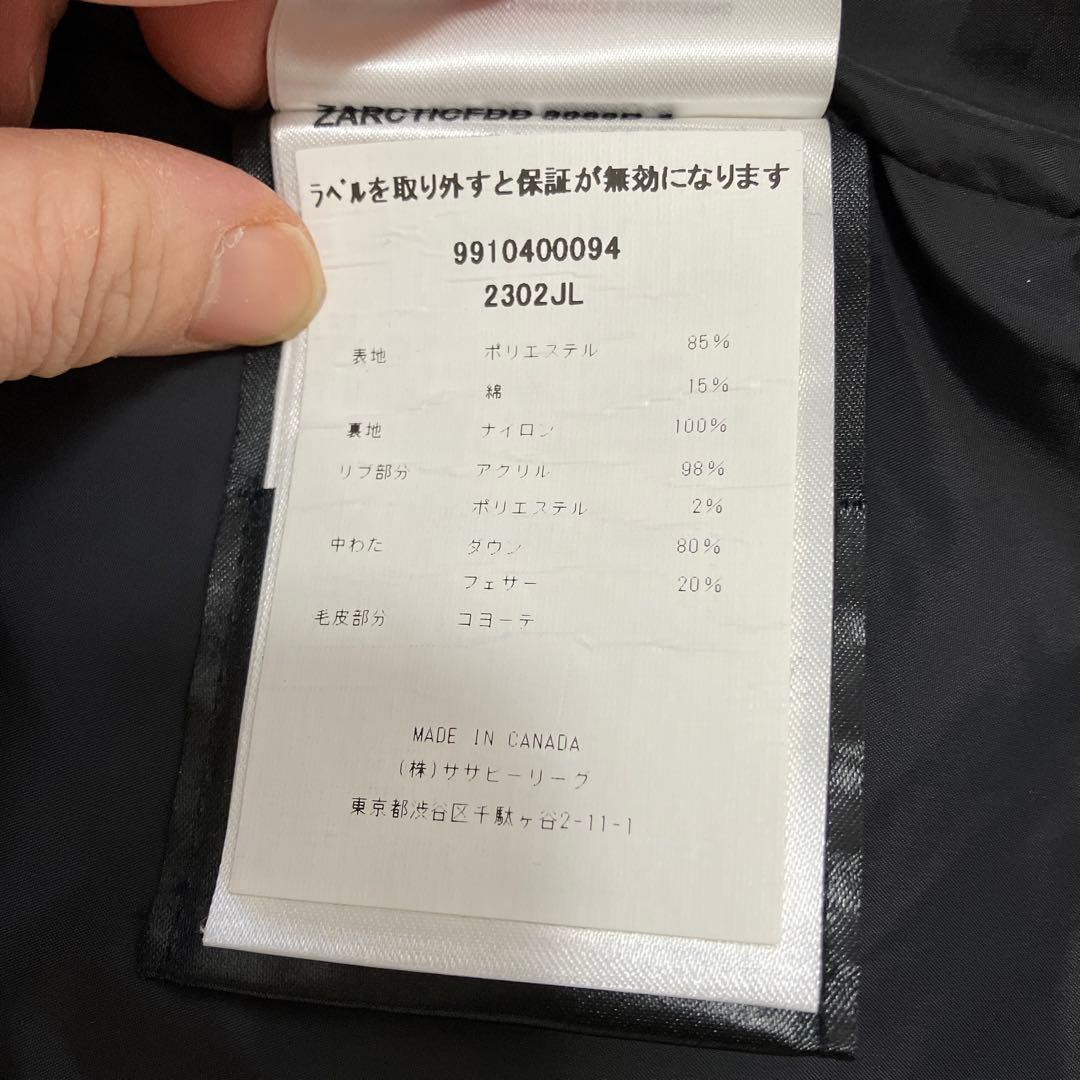 ラベルを取り外すと保証が無効になります
9910400094
2302JL
表地 ポリエステル 85%
綿 15%
裏地 ナイロン 100%
リブ部分 アクリル 98%
ポリエステル 2%
中わた ダウン 80%
フェザー 20%
毛皮部分 コヨーテ
MADE IN CANADA
(株)サザビーリーグ
東京都渋谷区千駄ヶ谷2-11-1